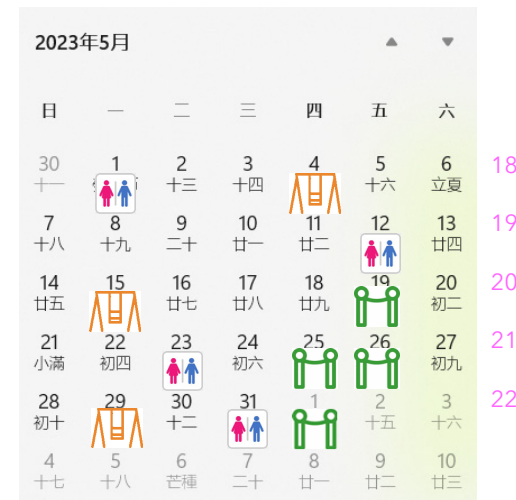 2023年5月
日 一 二 三 四 五 六
30 1 2 3 4 5 6 18
十一 十三 十四 十六 立夏
7 8 9 10 11 12 13 19
十八 十九 二十 廿一 廿二 廿四
14 15 16 17 18 19 20 20
廿五 廿七 廿八 廿九 初二
21 22 23 24 25 26 27 21
小滿 初四 初六 初九
28 29 30 31 1 2 3 22
初十 十二 十五 十六
4 5 6 7 8 9 10
十七 十八 芒種 二十 廿一 廿二 廿三